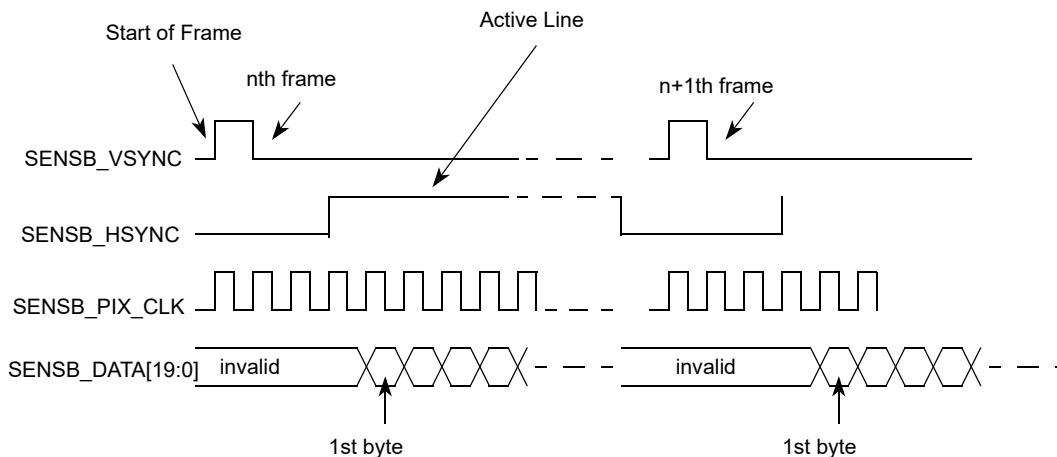 Active Line
Start of Frame
nth frame
n+1th frame
SENSB_VSYNC
SENSB_HSYNC
SENSB_PIX_CLK
SENSB_DATA[19:0]
invalid
invalid
1st byte
1st byte